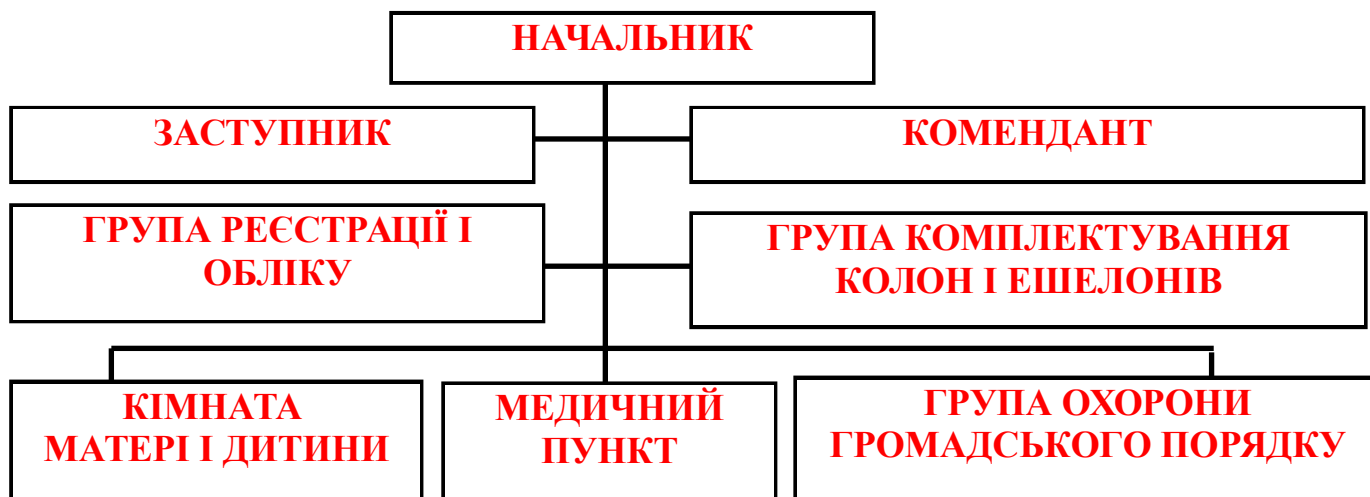 НАЧАЛЬНИК
ЗАСТУПНИК
КОМЕНДАНТ
ГРУПА РЕЄСТРАЦІЇ І
ОБЛІКУ
ГРУПА КОМПЛЕКТУВАННЯ
КОЛОН І ЕШЕЛОНІВ
КІМНАТА
МАТЕРІ І ДИТИНИ
МЕДИЧНИЙ
ПУНКТ
ГРУПА ОХОРОНИ
ГРОМАДСЬКОГО ПОРЯДКУ